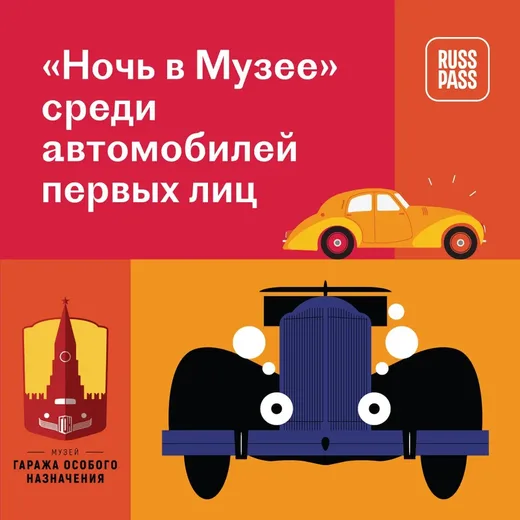 «Ночь в Музее»
среди
автомобилей
первых лиц
RUSS
PASS
МУЗЕЙ
ГАРАЖА ОСОБОГО
НАЗНАЧЕНИЯ